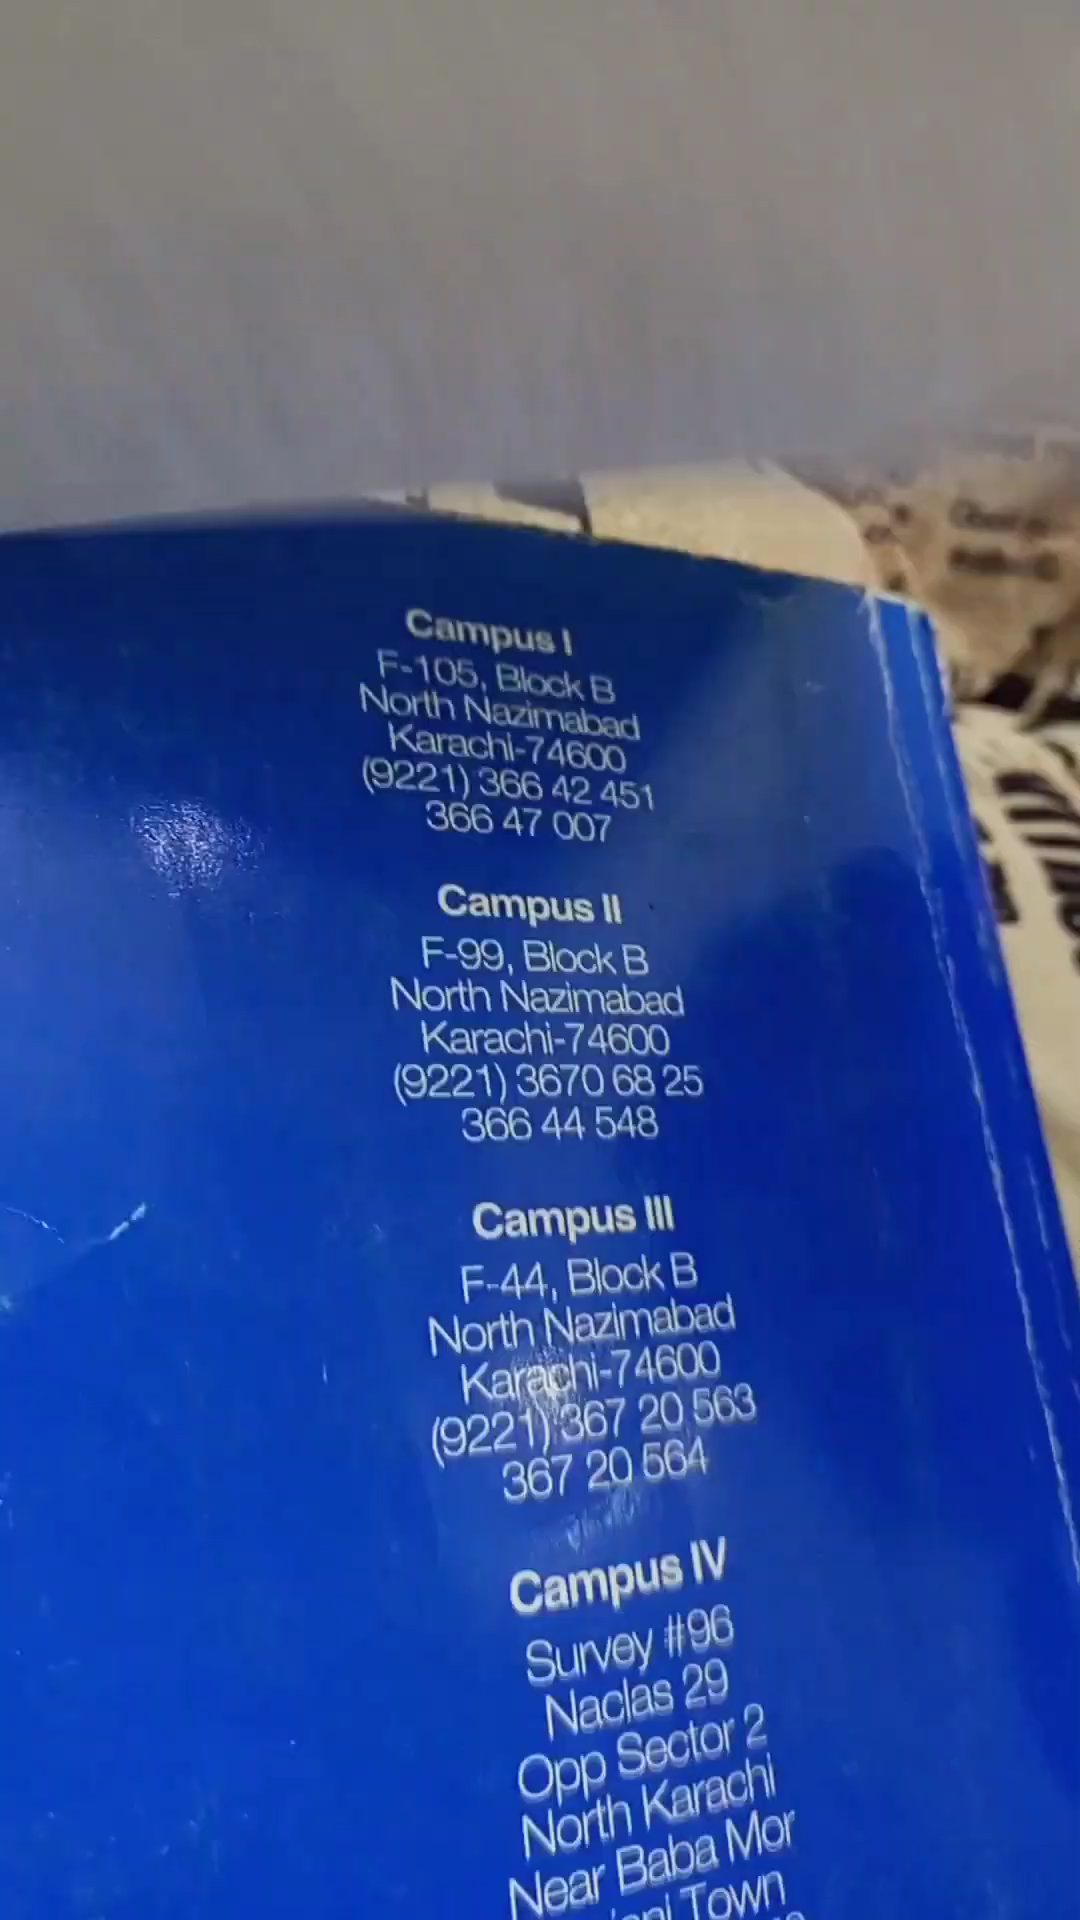 Campus I
F-105, Block B
North Nazimabad
Karachi-74600
(9221) 366 42 451
366 47 007
Campus II
F-99, Block B
North Nazimabad
Karachi-74600
(9221) 3670 68 25
366 44 548
Campus III
F-44, Block B
North Nazimabad
Karachi-74600
(9221) 367 20 563
367 20 564
Campus IV
Survey #96
Naclas 29
Opp Sector 2
North Karachi
Near Baba Mor
Town